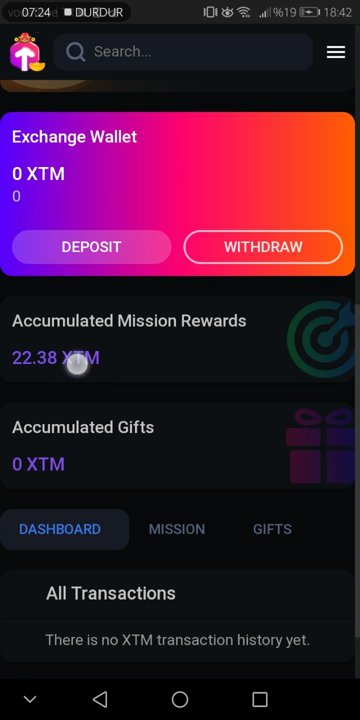 07:24 DURDUR
%19 18:42
Search...
Exchange Wallet
0 XTM
0
DEPOSIT WITHDRAW
Accumulated Mission Rewards
22.38 XTM
Accumulated Gifts
0 XTM
DASHBOARD MISSION GIFTS
All Transactions
There is no XTM transaction history yet.